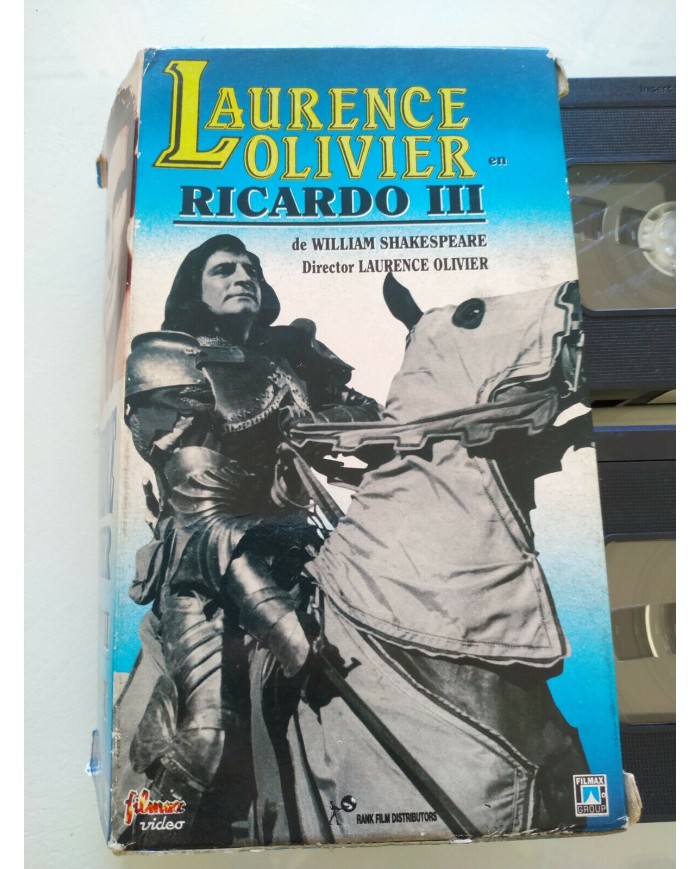 LAURENCE
OLIVIER en
RICARDO III
de WILLIAM SHAKESPEARE
Director LAURENCE OLIVIER
filmax
video
RANK FILM DISTRIBUTORS
FILMAX
GROUP